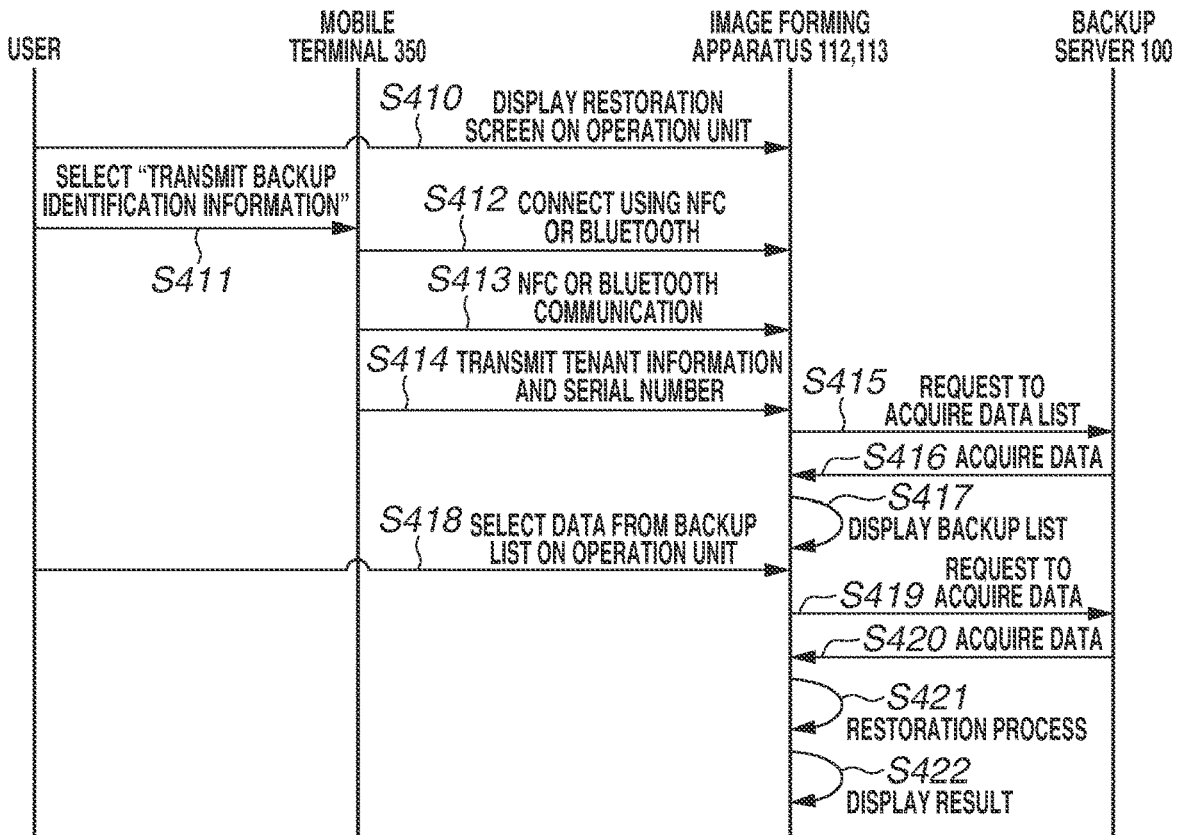 USER
MOBILE
TERMINAL 350
IMAGE FORMING
APPARATUS 112,113
BACKUP
SERVER 100
S410 DISPLAY RESTORATION
SCREEN ON OPERATION UNIT
SELECT “TRANSMIT BACKUP
IDENTIFICATION INFORMATION”
S411
S412 CONNECT USING NFC
OR BLUETOOTH
S413 NFC OR BLUETOOTH
COMMUNICATION
S414 TRANSMIT TENANT INFORMATION
AND SERIAL NUMBER
S415 REQUEST TO
ACQUIRE DATA LIST
S416 ACQUIRE DATA
S417
DISPLAY BACKUP LIST
S418 SELECT DATA FROM BACKUP
LIST ON OPERATION UNIT
REQUEST TO
S419 ACQUIRE DATA
S420 ACQUIRE DATA
S421
RESTORATION PROCESS
S422
DISPLAY RESULT